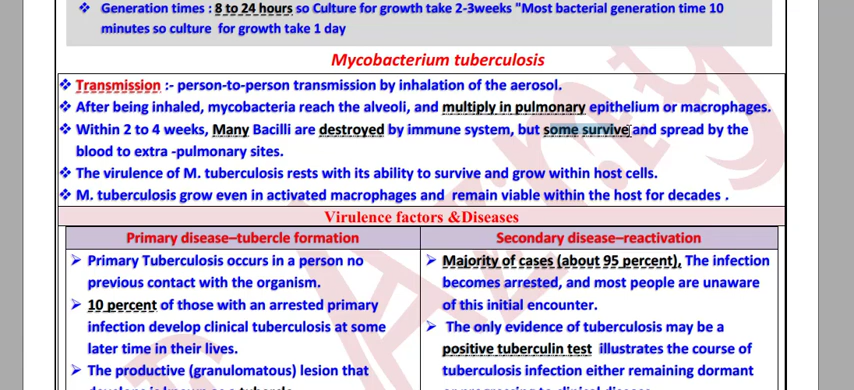 ❖ Generation times : 8 to 24 hours so Culture for growth take 2-3weeks "Most bacterial generation time 10
minutes so culture for growth take 1 day
Mycobacterium tuberculosis
❖ Transmission :- person-to-person transmission by inhalation of the aerosol.
❖ After being inhaled, mycobacteria reach the alveoli, and multiply in pulmonary epithelium or macrophages.
❖ Within 2 to 4 weeks, Many Bacilli are destroyed by immune system, but some survive and spread by the
blood to extra -pulmonary sites.
❖ The virulence of M. tuberculosis rests with its ability to survive and grow within host cells.
❖ M. tuberculosis grow even in activated macrophages and remain viable within the host for decades .
Virulence factors &Diseases
Primary disease–tubercle formation
➢ Primary Tuberculosis occurs in a person no
previous contact with the organism.
➢ 10 percent of those with an arrested primary
infection develop clinical tuberculosis at some
later time in their lives.
➢ The productive (granulomatous) lesion that
Secondary disease–reactivation
➢ Majority of cases (about 95 percent), The infection
becomes arrested, and most people are unaware
of this initial encounter.
➢ The only evidence of tuberculosis may be a
positive tuberculin test illustrates the course of
tuberculosis infection either remaining dormant